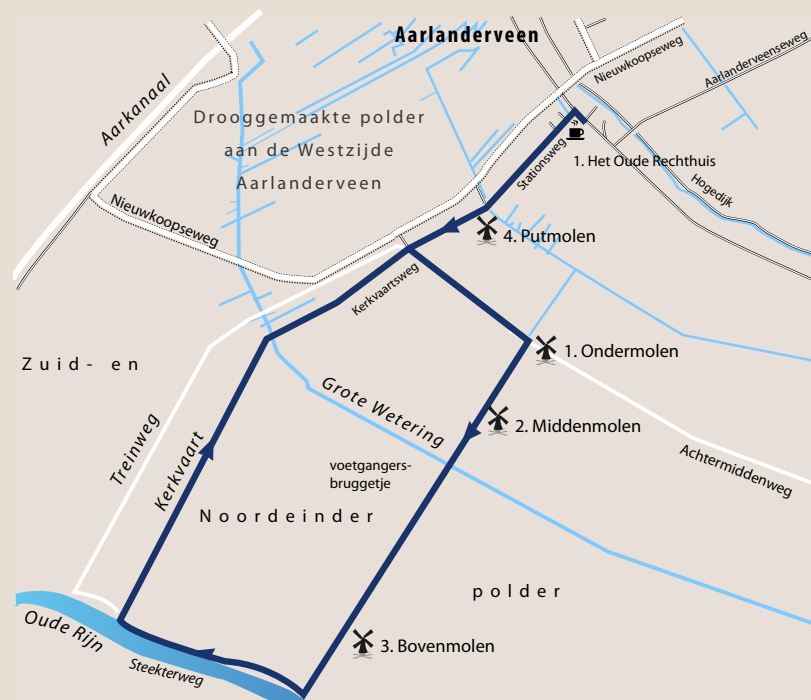 Aarlanderveen
Nieuwkoopseweg
Aarlanderveenseweg
Aarkanaal
Drooggemaakte polder
aan de Westzijde
Aarlanderveen
Stationsweg
1. Het Oude Rechthuis
Hogedijk
Nieuwkoopseweg
4. Putmolen
Kerkvaartsweg
Zuid- en
1. Ondermolen
Grote Wetering
2. Middenmolen
Treinweg
Kerkvaart
voetgangers-
bruggetje
Achtermiddenweg
Noordeinder
polder
Oude Rijn
Steekterweg
3. Bovenmolen